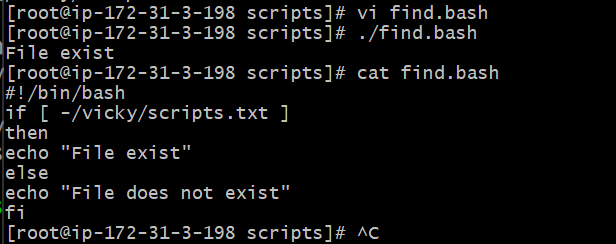 [root@ip-172-31-3-198 scripts]# vi find.bash
[root@ip-172-31-3-198 scripts]# ./find.bash
File exist
[root@ip-172-31-3-198 scripts]# cat find.bash
#!/bin/bash
if [ -/vicky/scripts.txt ]
then
echo "File exist"
else
echo "File does not exist"
fi
[root@ip-172-31-3-198 scripts]# ^C